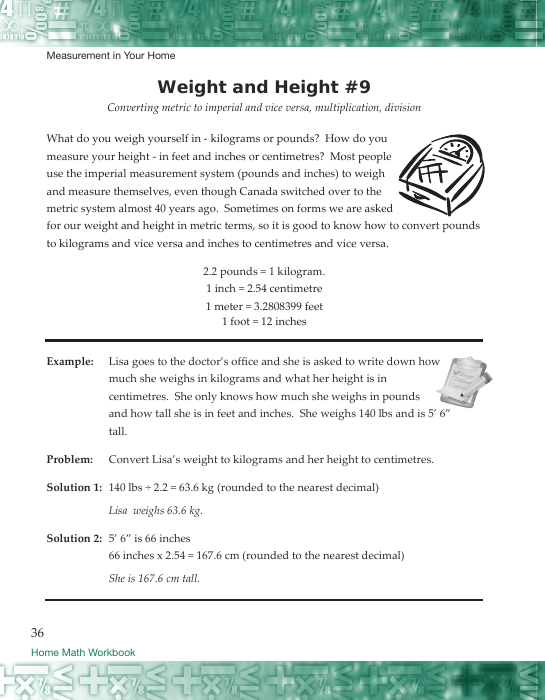 Measurement in Your Home
Weight and Height #9
Converting metric to imperial and vice versa, multiplication, division
What do you weigh yourself in - kilograms or pounds?  How do you
measure your height - in feet and inches or centimetres?  Most people
use the imperial measurement system (pounds and inches) to weigh
and measure themselves, even though Canada switched over to the
metric system almost 40 years ago.  Sometimes on forms we are asked
for our weight and height in metric terms, so it is good to know how to convert pounds
to kilograms and vice versa and inches to centimetres and vice versa.
2.2 pounds = 1 kilogram.
1 inch = 2.54 centimetre
1 meter = 3.2808399 feet
1 foot = 12 inches
Example: Lisa goes to the doctor's office and she is asked to write down how
much she weighs in kilograms and what her height is in
centimetres.  She only knows how much she weighs in pounds
and how tall she is in feet and inches.  She weighs 140 lbs and is 5′ 6″
tall.
Problem: Convert Lisa's weight to kilograms and her height to centimetres.
Solution 1: 140 lbs ÷ 2.2 = 63.6 kg (rounded to the nearest decimal)
Lisa  weighs 63.6 kg.
Solution 2: 5′ 6″ is 66 inches
66 inches x 2.54 = 167.6 cm (rounded to the nearest decimal)
She is 167.6 cm tall.
36
Home Math Workbook